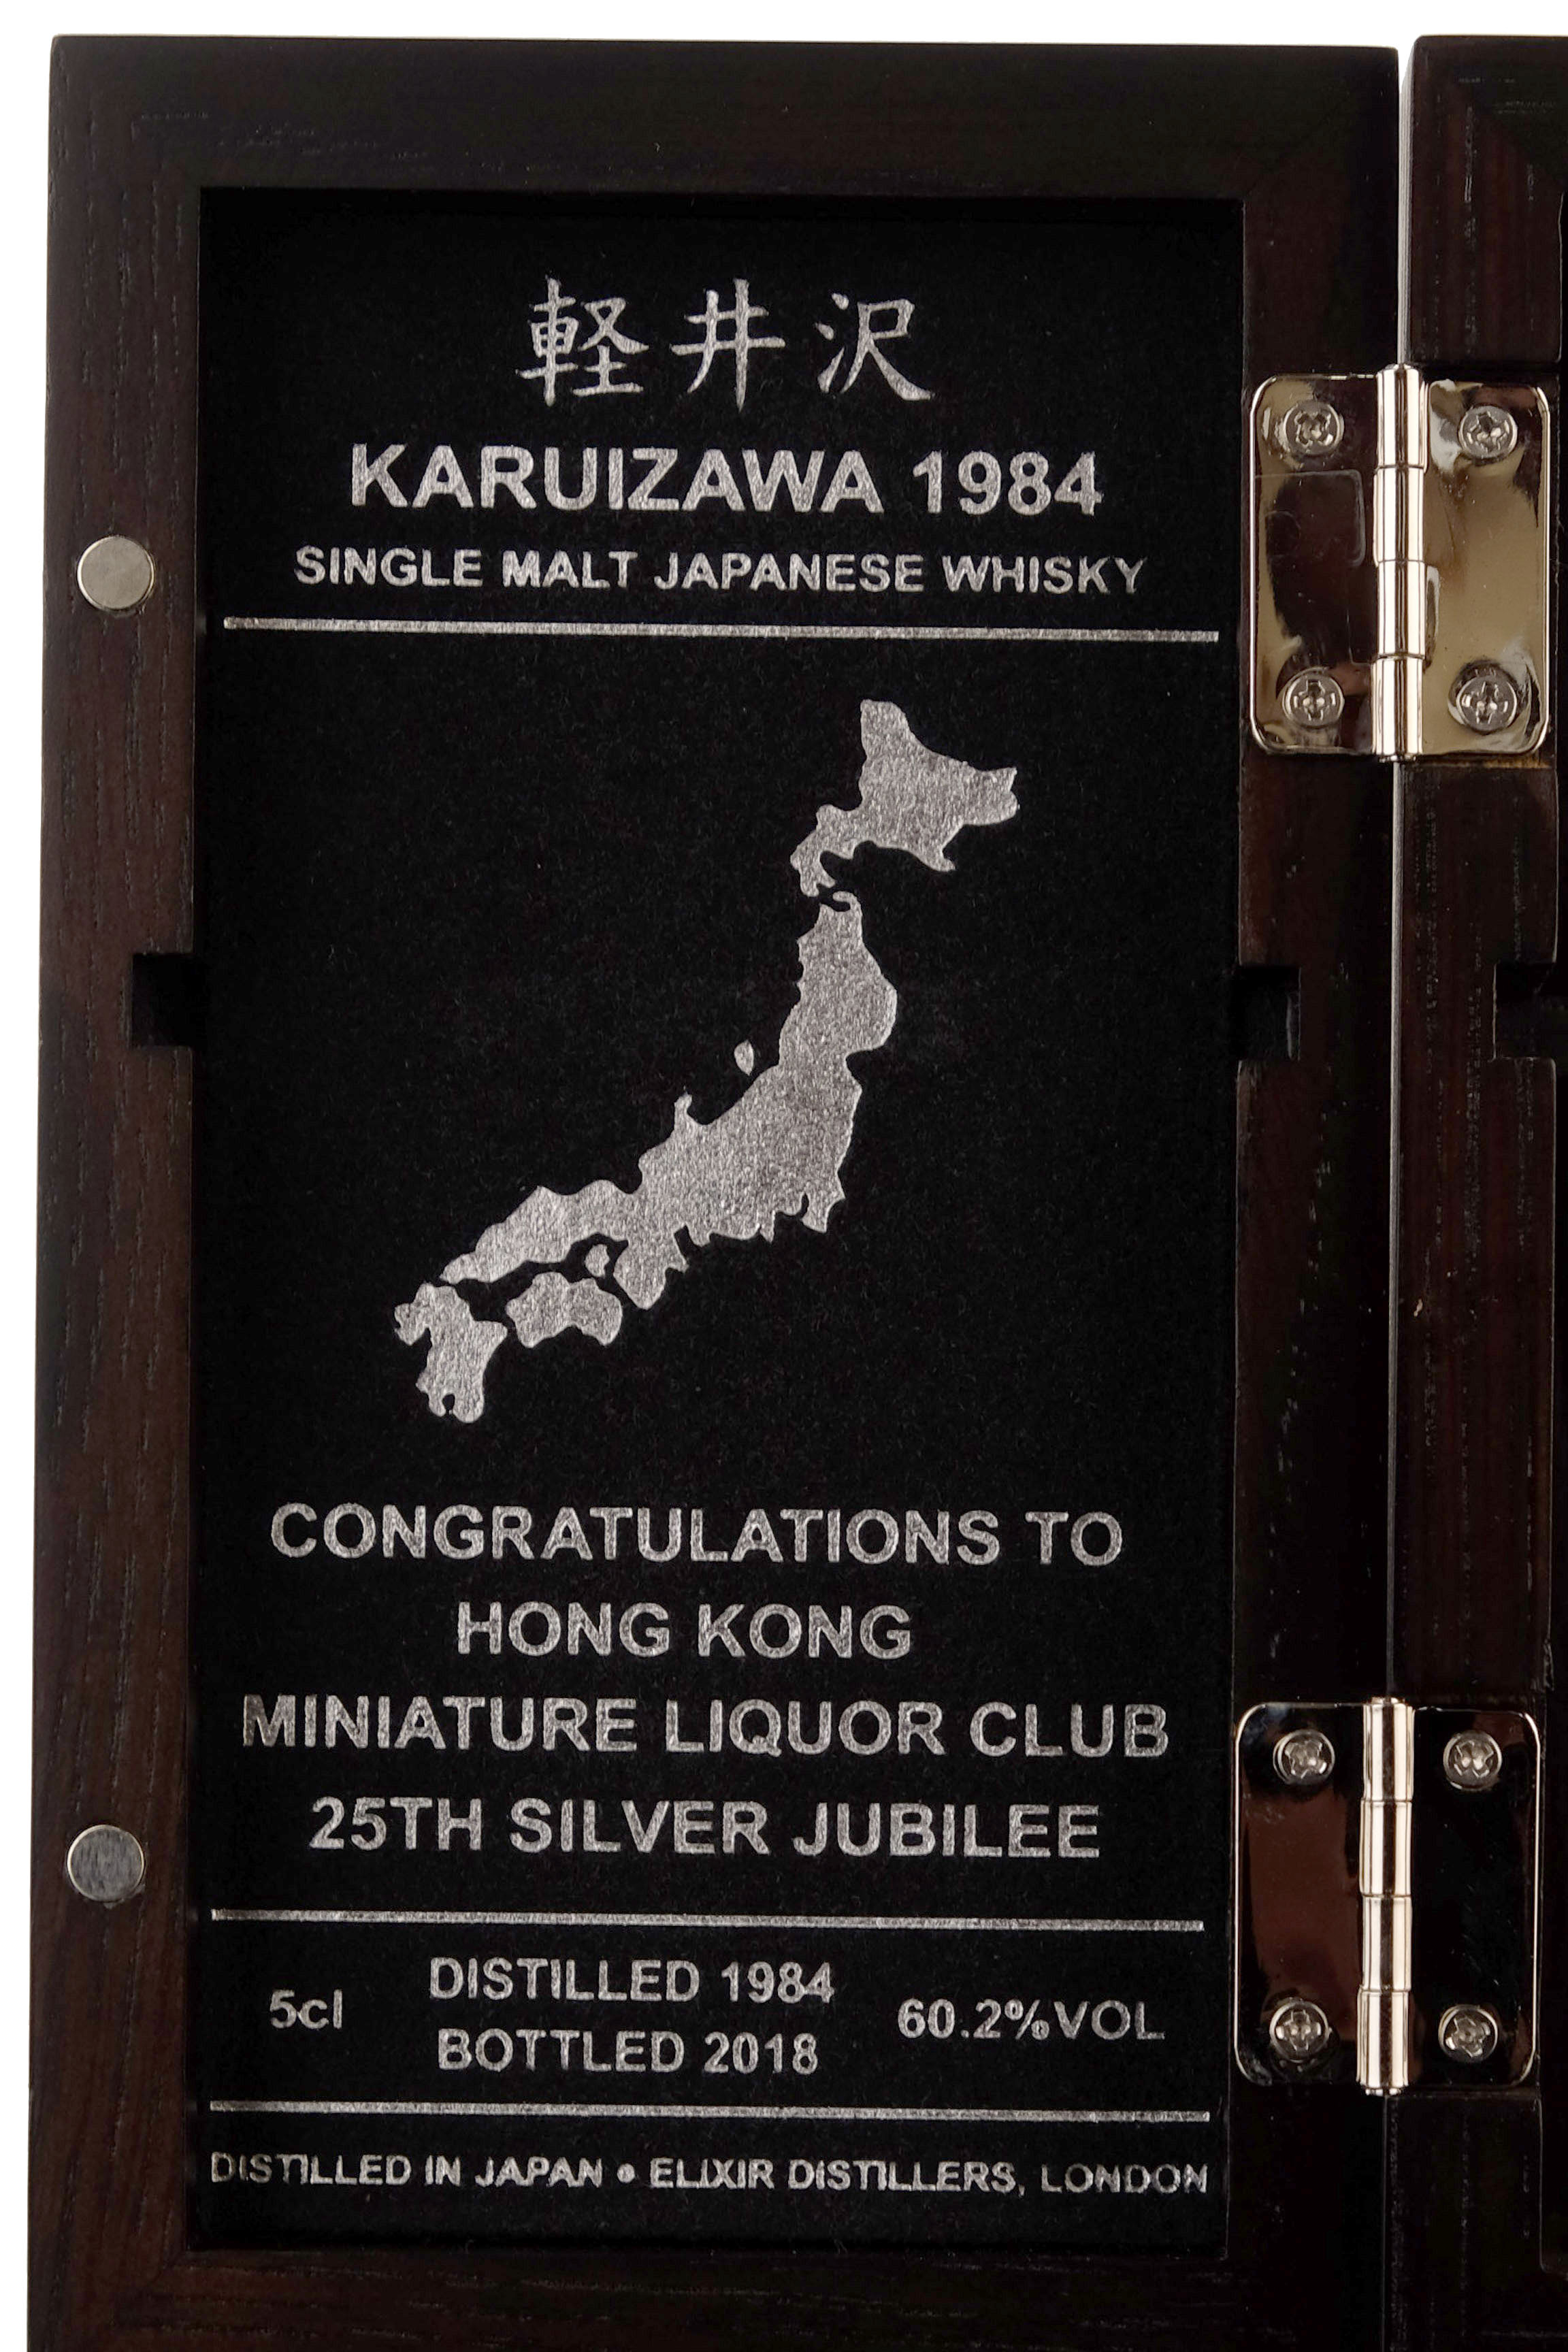 軽井沢
KARUIZAWA 1984
SINGLE MALT JAPANESE WHISKY
CONGRATULATIONS TO
HONG KONG
MINIATURE LIQUOR CLUB
25TH SILVER JUBILEE
5cl
DISTILLED 1984
BOTTLED 2018
60.2%VOL
DISTILLED IN JAPAN • ELIXIR DISTILLERS, LONDON